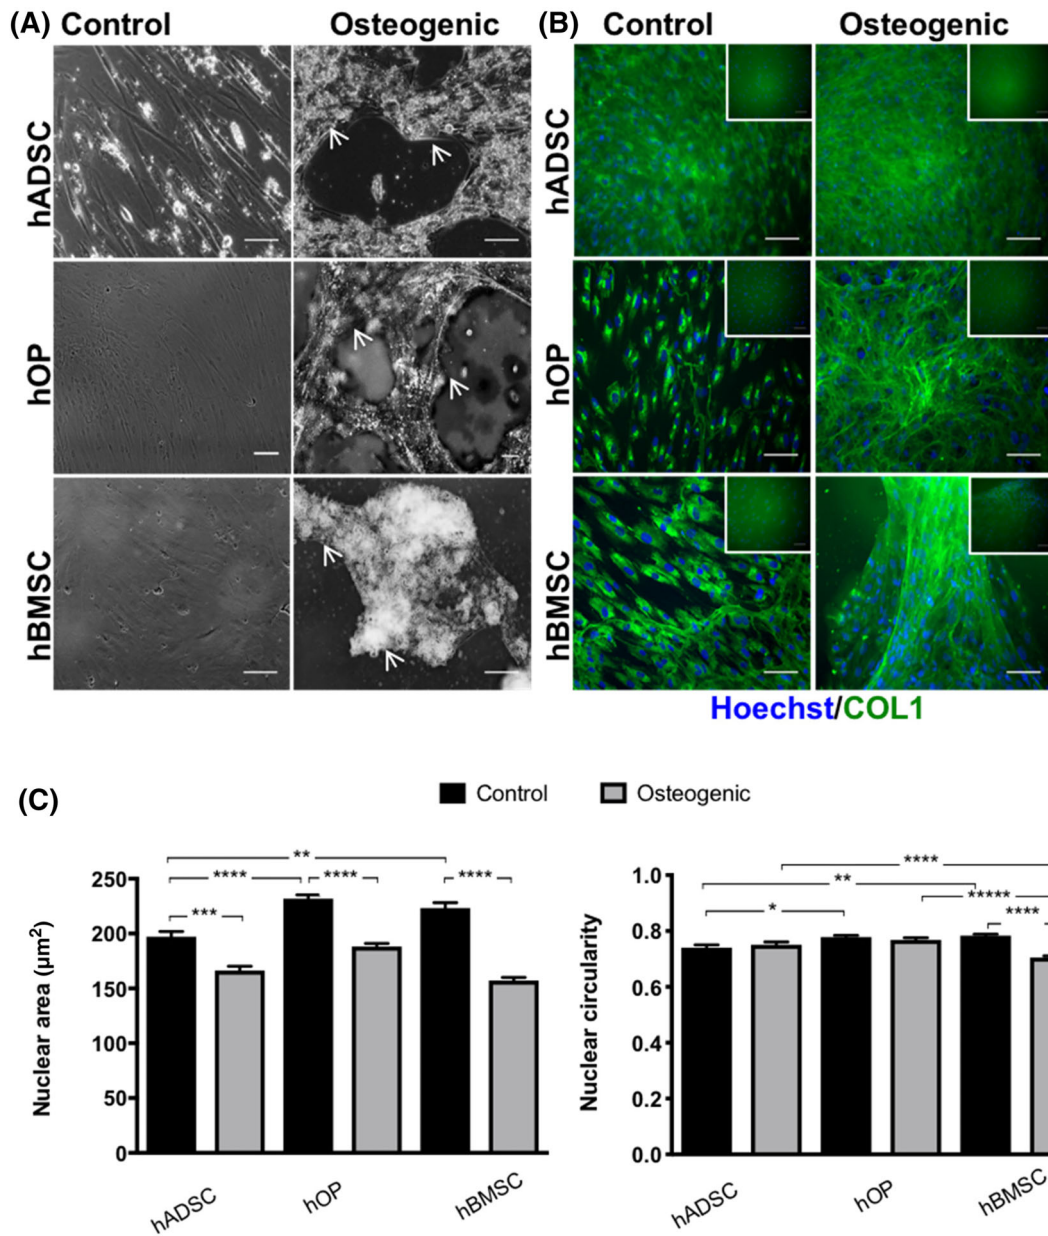 (A) Control Osteogenic
hADSC
hOP
hBMSC
(B) Control Osteogenic
hADSC
hOP
hBMSC
Hoechst/COL1
(C)
Control Osteogenic
Nuclear area (µm²)
250
200
150
100
50
0
**
**** **** ****
***
hADSC hOP hBMSC
Nuclear circularity
1.0
0.8
0.6
0.4
0.2
0.0
****
**
*****
*
****
hADSC hOP hBMSC